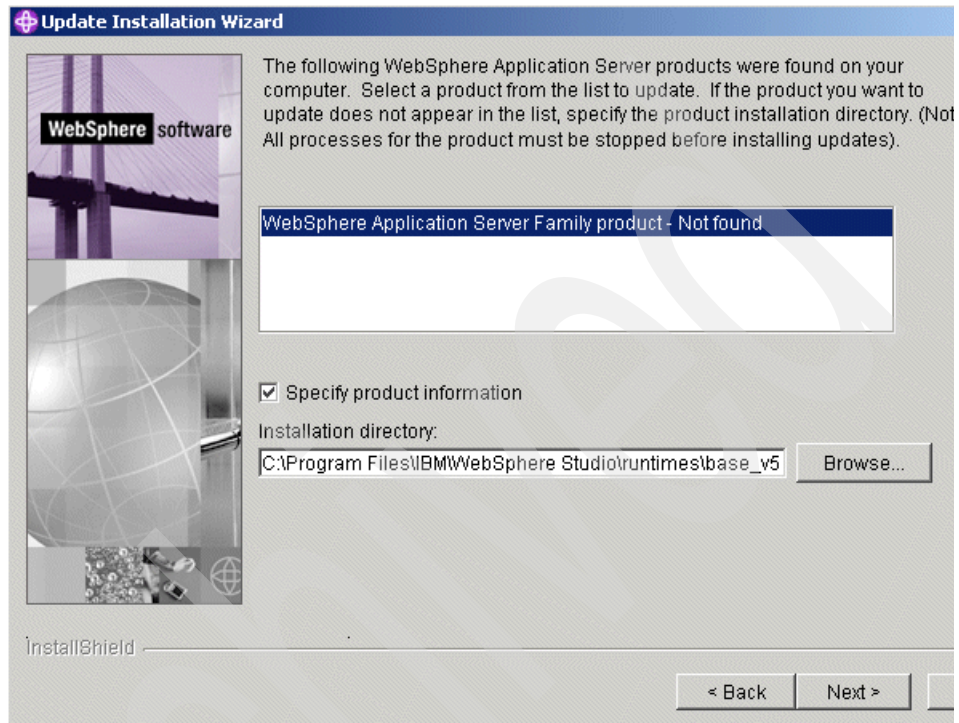 Update Installation Wizard
WebSphere software
The following WebSphere Application Server products were found on your
computer. Select a product from the list to update. If the product you want to
update does not appear in the list, specify the product installation directory. (Not
All processes for the product must be stopped before installing updates).
WebSphere Application Server Family product - Not found
Specify product information
Installation directory:
C:\Program Files\IBM\WebSphere Studio\runtimes\base_v5
Browse...
InstallShield
< Back
Next >